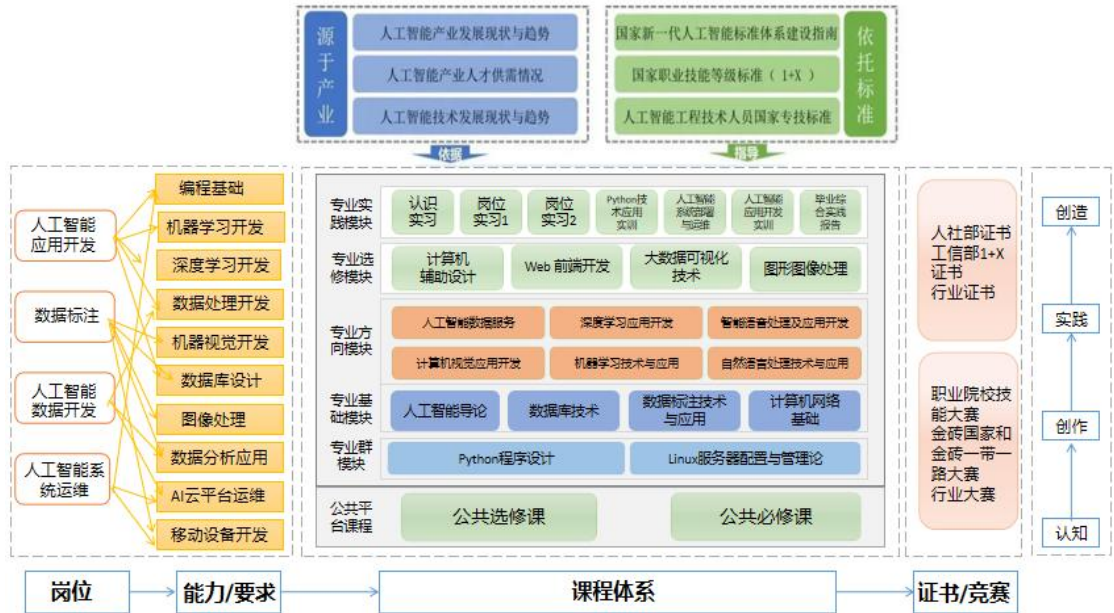 源于产业
人工智能产业发展现状与趋势
人工智能产业人才供需情况
人工智能技术发展现状与趋势
国家新一代人工智能标准体系建设指南
国家职业技能等级标准（1+X）
人工智能工程技术人员国家专技标准
依托标准
依据
指导
人工智能
应用开发
数据标注
人工智能
数据开发
人工智能系
统运维
编程基础
机器学习开发
深度学习开发
数据处理开发
机器视觉开发
数据库设计
图像处理
数据分析应用
AI云平台运维
移动设备开发
专业实
践模块
认识
实习
岗位
实习1
岗位
实习2
Python技
术应用
实训
人工智能
系统部署
与运维
人工智能
应用开发
实训
毕业综
合实践
报告
专业选
修模块
计算机
辅助设计
Web 前端开发
大数据可视化
技术
图形图像处理
专业方
向模块
人工智能数据服务
深度学习应用开发
智能语音处理及应用开发
计算机视觉应用开发
机器学习技术与应用
自然语言处理技术与应用
专业基
础模块
人工智能导论
数据库技术
数据标注技术
与应用
计算机网络
基础
专业群
模块
Python程序设计
Linux服务器配置与管理论
公共平
台课程
公共选修课
公共必修课
人社部证书
工信部1+X
证书
行业证书
职业院校技
能大赛
金砖国家和
金砖一带一
路大赛
行业大赛
创造
实践
创作
认知
岗位
能力/要求
课程体系
证书/竞赛